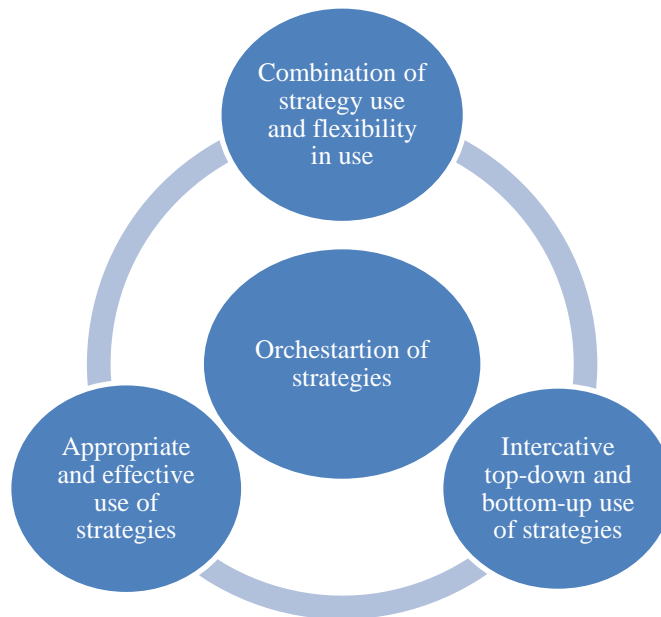 Combination of
strategy use
and flexibility
in use
Orchestartion of
strategies
Appropriate
and effective
use of
strategies
Intercative
top-down and
bottom-up use
of strategies